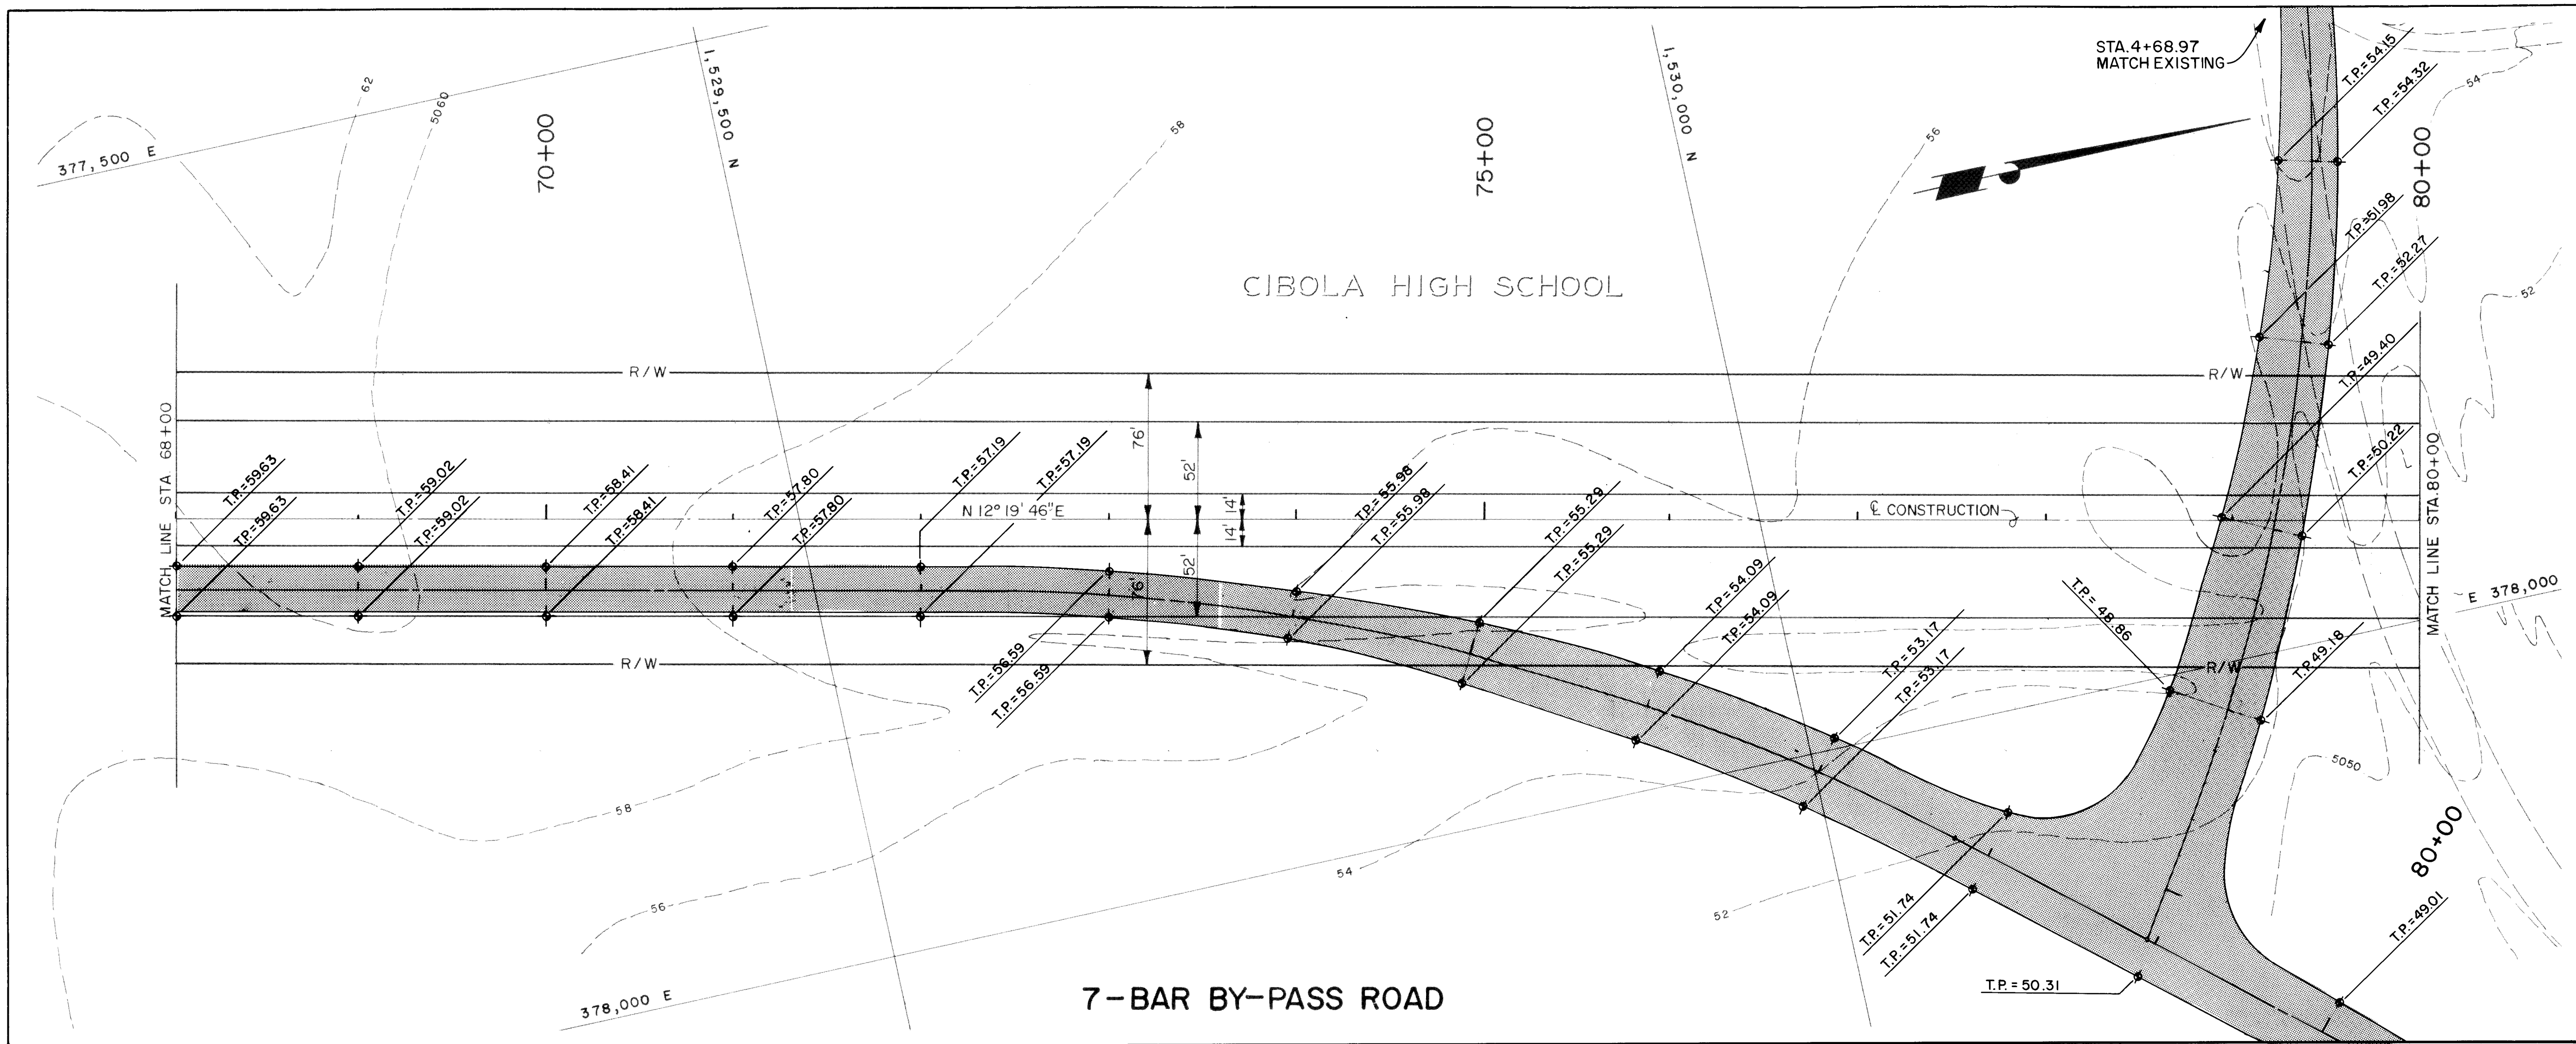 STA. 4+68.97
MATCH EXISTING
T.P.=54.15
T.P.=54.32
54
62
5060
1,529,500 N
377,500 E
70+00
58
75+00
1,530,000 N
56
80+00
T.P.=51.98
T.P.=52.27
52
CIBOLA HIGH SCHOOL
R/W
R/W
T.P.=49.40
MATCH LINE STA 68+00
T.P.=59.63
T.P.=59.63
T.P.=59.02
T.P.=59.02
T.P.=58.41
T.P.=58.41
T.P.=57.80
T.P.=57.80
T.P.=57.19
T.P.=57.19
76'
52'
14'
14'
52'
76'
N 12° 19' 46" E
T.P.=55.98
T.P.=55.98
T.P.=55.29
T.P.=55.29
℄ CONSTRUCTION
T.P.=50.22
MATCH LINE STA. 80+00
T.P.=54.09
T.P.=54.09
T.P.=53.17
T.P.=53.17
T.P.=48.86
T.P. 49.18
E 378,000
R/W
R/W
T.P.=56.59
T.P.=56.59
5050
58
80+00
54
56
52
T.P.=51.74
T.P.=51.74
T.P.=49.01
T.P.=50.31
378,000 E
7-BAR BY-PASS ROAD